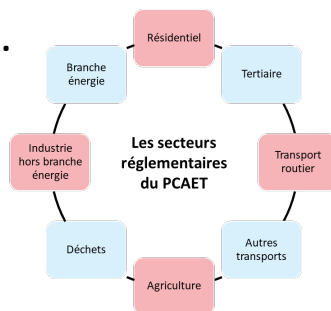 Résidentiel
Tertiaire
Transport
routier
Autres
transports
Agriculture
Déchets
Industrie
hors branche
énergie
Branche
énergie
Les secteurs
réglementaires
du PCAET